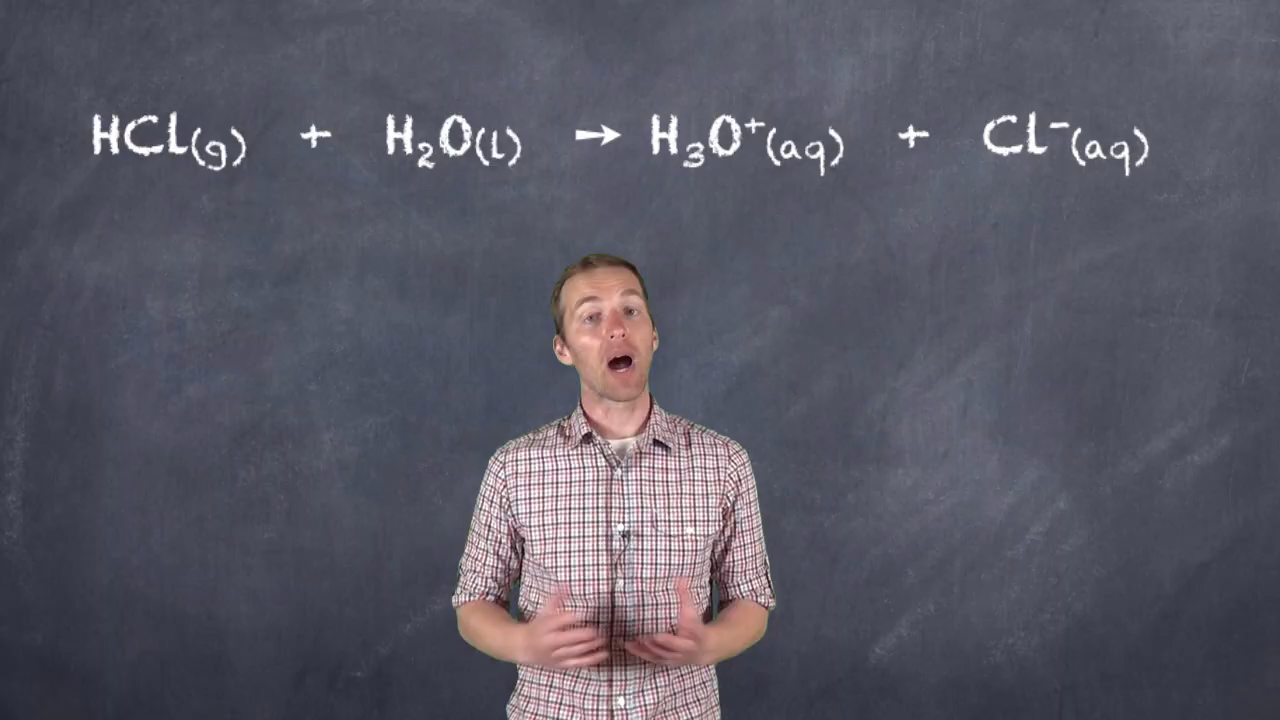 HCl(g) + H₂O(l) → H₃O⁺(aq) + Cl⁻(aq)